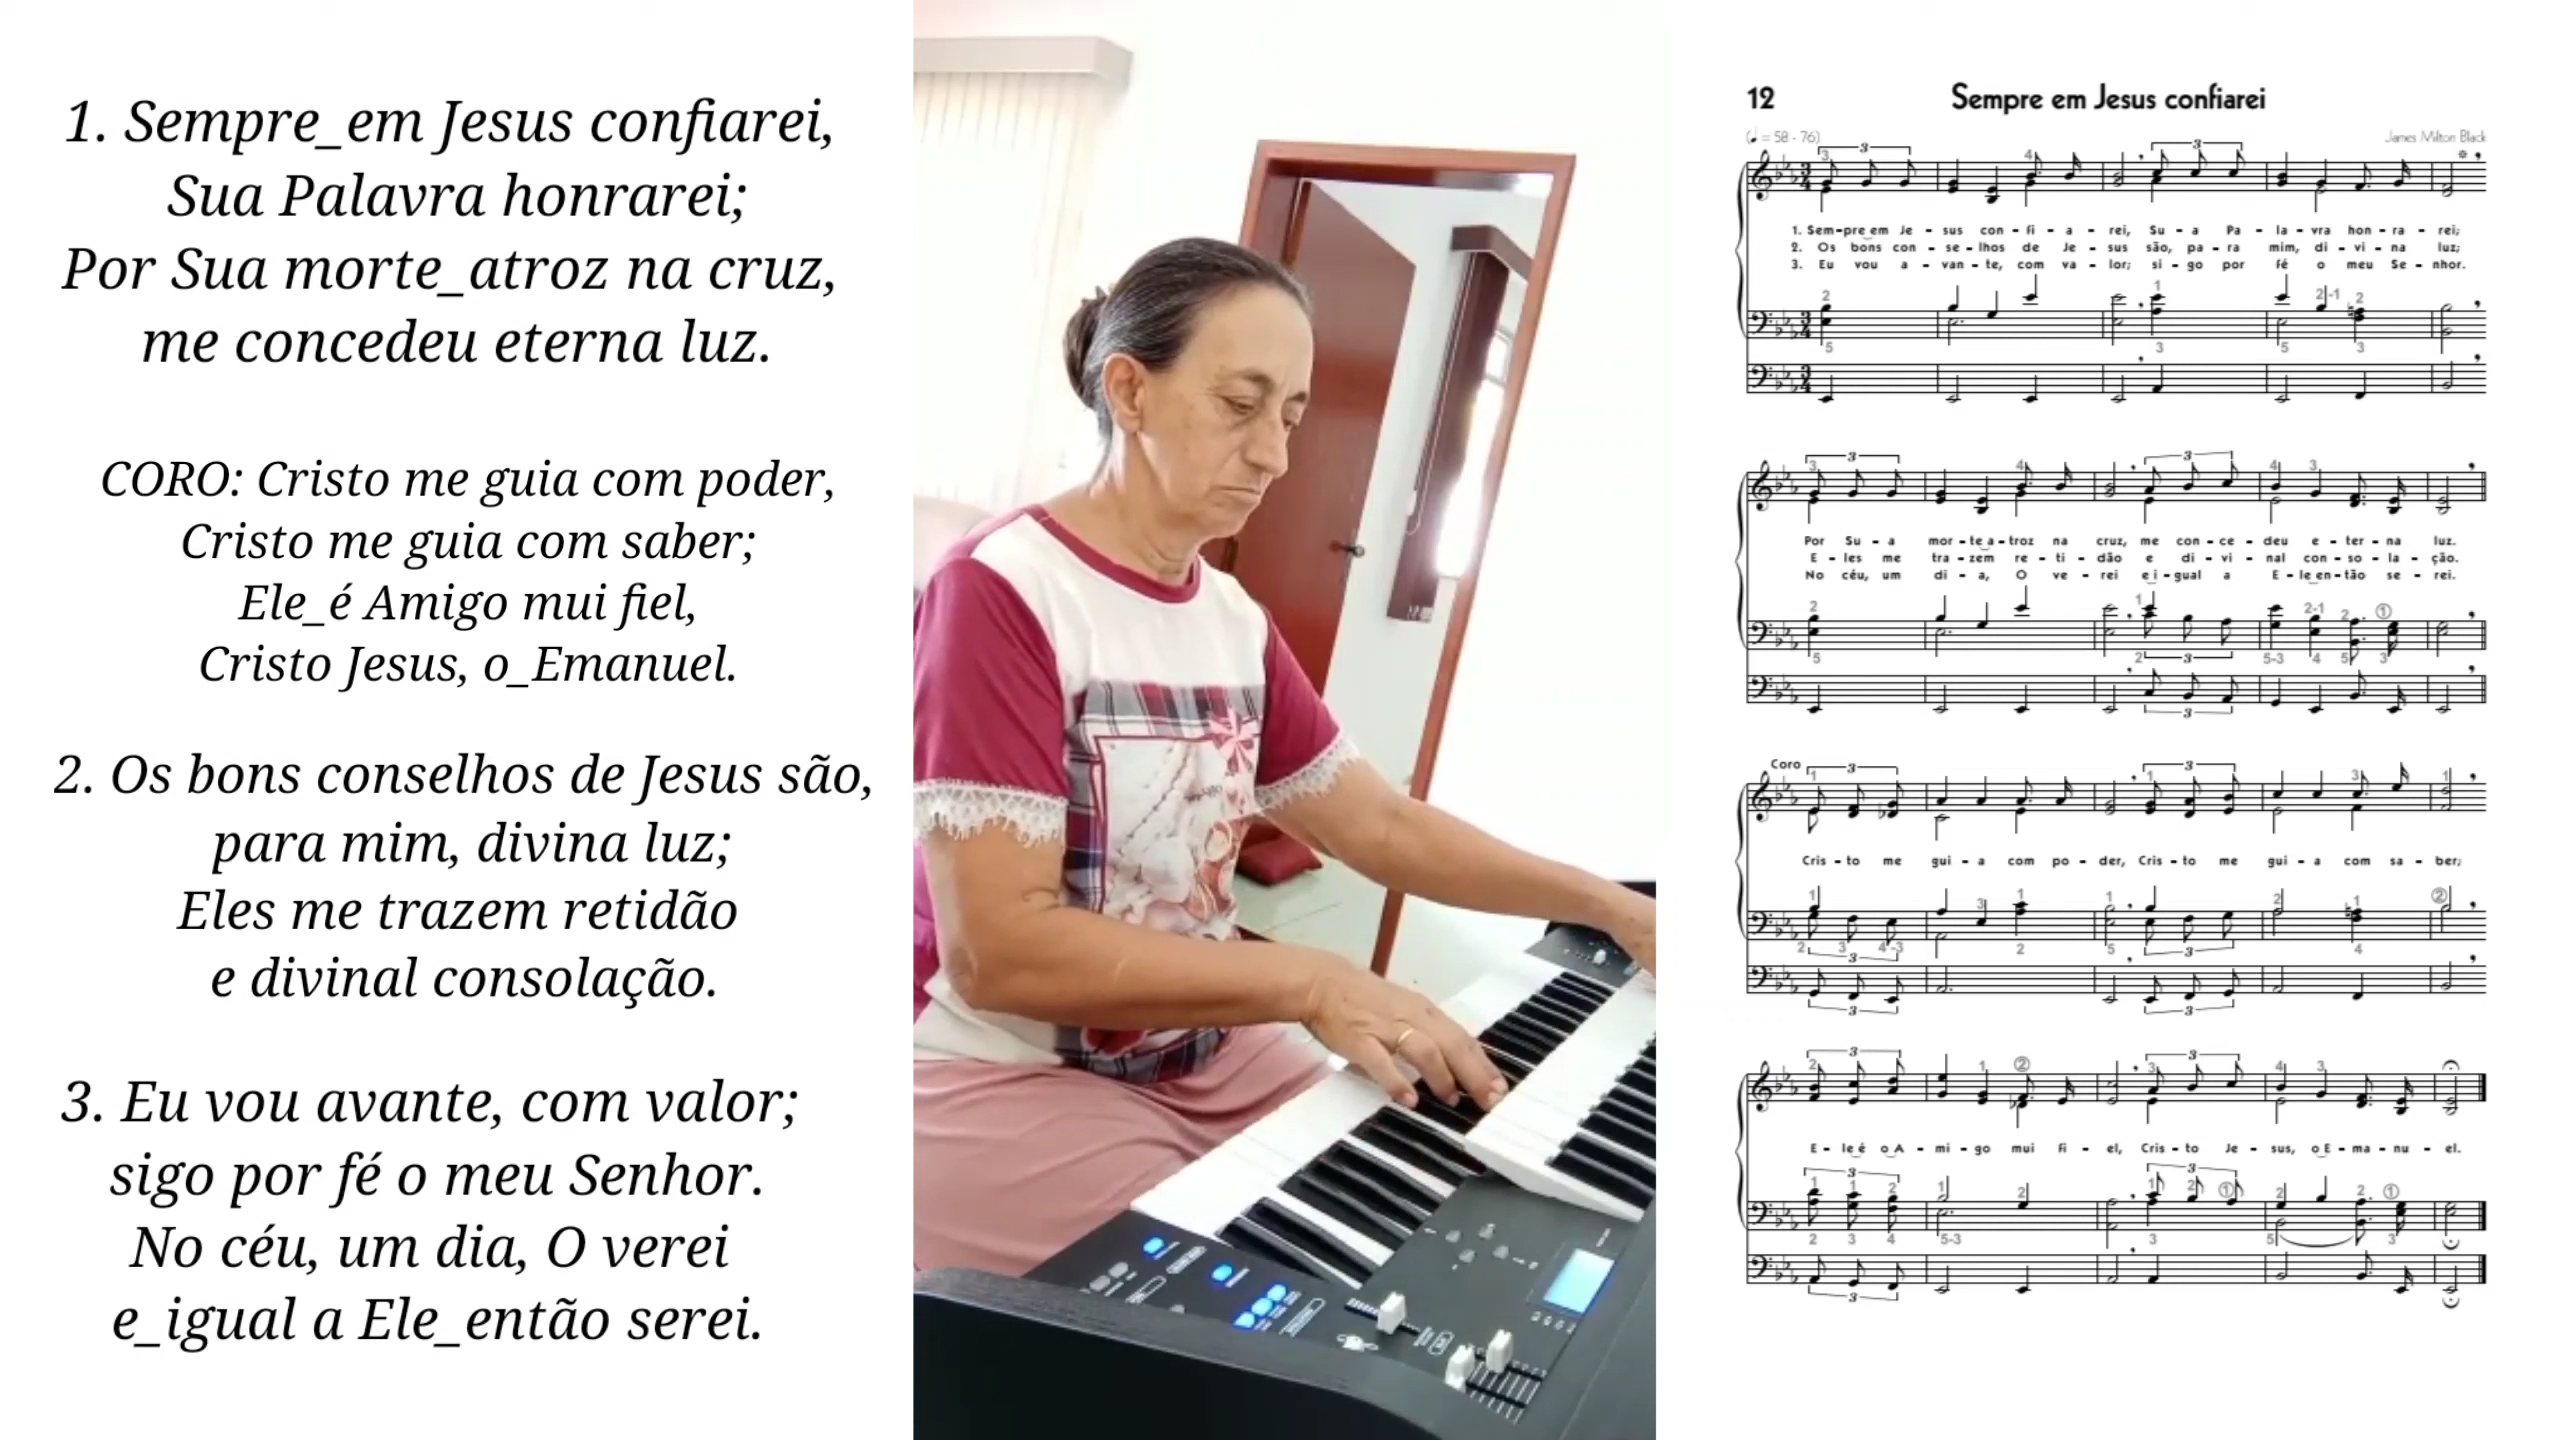 1. Sempre_em Jesus confiarei,
Sua Palavra honrarei;
Por Sua morte_atroz na cruz,
me concedeu eterna luz.
CORO: Cristo me guia com poder,
Cristo me guia com saber;
Ele_é Amigo mui fiel,
Cristo Jesus, o_Emanuel.
2. Os bons conselhos de Jesus são,
para mim, divina luz;
Eles me trazem retidão
e divinal consolação.
3. Eu vou avante, com valor;
sigo por fé o meu Senhor.
No céu, um dia, O verei
e_igual a Ele_então serei.
12 Sempre em Jesus confiarei
(♩ = 58 - 76) James Milton Black
1. Sem-pre em Je - sus con - fi - a - rei, Su - a Pa - la - vra hon - ra - rei;
2. Os bons con - se - lhos de Je - sus são, pa - ra mim, di - vi - na luz;
3. Eu vou a - van - te, com va - lor; si - go por fé o meu Se - nhor.
Por Su - a mor - te a - troz na cruz, me con - ce - deu e - ter - na luz.
E - les me tra - zem re - ti - dão e di - vi - nal con - so - la - ção.
No céu, um di - a, O ve - rei e i - gual a E - le en - tão se - rei.
Coro
Cris - to me gui - a com po - der, Cris - to me gui - a com sa - ber;
E - le é o A - mi - go mui fi - el, Cris - to Je - sus, o E - ma - nu - el.